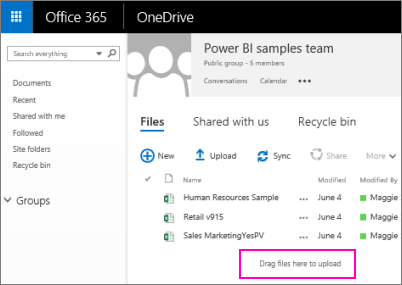 Office 365 OneDrive
Search everything
Documents
Recent
Shared with me
Followed
Site folders
Recycle bin
Groups
Power BI samples team
Public group - 5 members
Conversations Calendar •••
Files Shared with us Recycle bin
New Upload Sync Share More
Name Modified Modified By
Human Resources Sample ••• June 4 Maggie
Retail v915 ••• June 4 Maggie
Sales MarketingYesPV ••• June 4 Maggie
Drag files here to upload